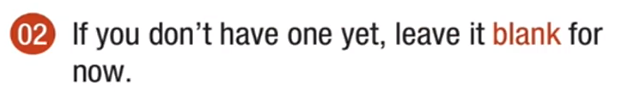 02 If you don't have one yet, leave it blank for
now.